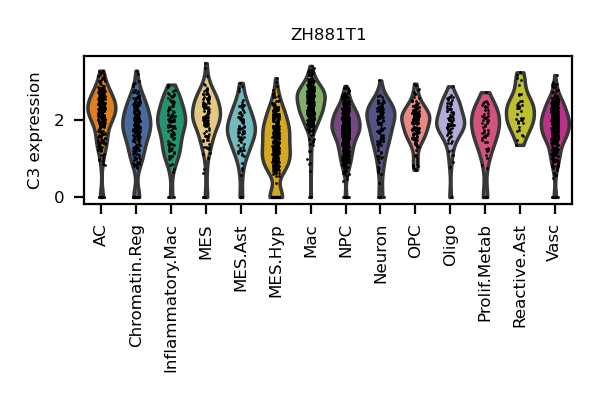 ZH881T1
C3 expression
2
0
AC
Chromatin.Reg
Inflammatory.Mac
MES
MES.Ast
MES.Hyp
Mac
NPC
Neuron
OPC
Oligo
Prolif.Metab
Reactive.Ast
Vasc